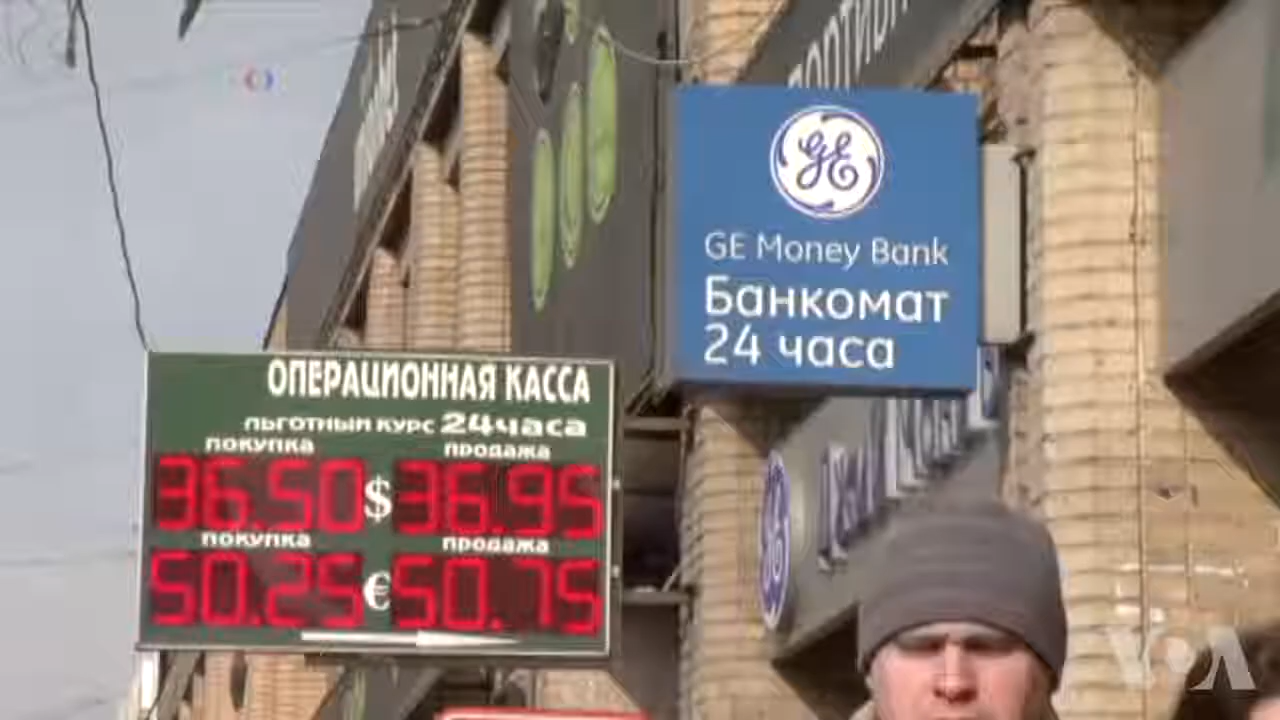 GE
GE Money Bank
Банкомат
24 часа
ОПЕРАЦИОННАЯ КАССА
ЛЬГОТНЫЙ КУРС 24часа
покупка продажа
36.50 $ 36.95
покупка продажа
50.25 € 50.75
VOA